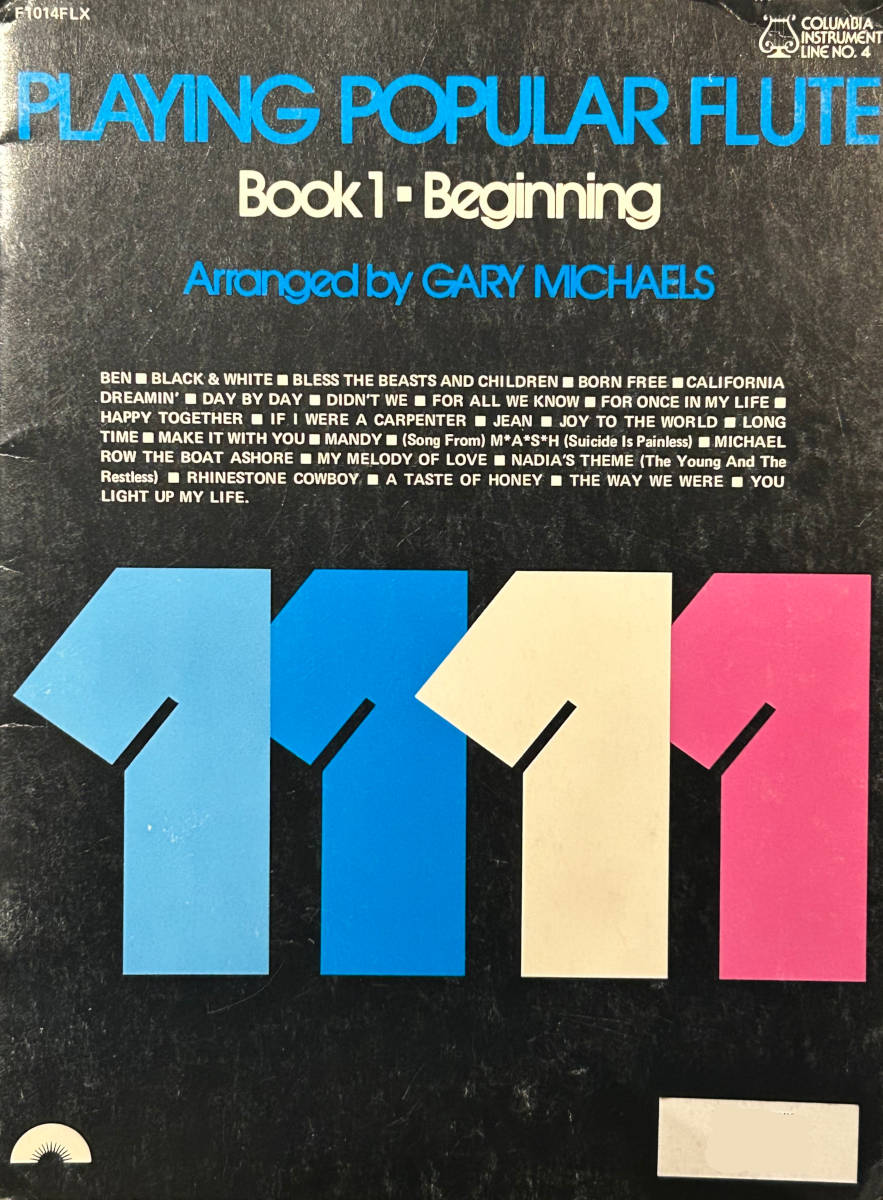 F1014FLX
COLUMBIA
INSTRUMENT
LINE NO. 4
PLAYING POPULAR FLUTE
Book 1 ▪ Beginning
Arranged by GARY MICHAELS
BEN ■ BLACK & WHITE ■ BLESS THE BEASTS AND CHILDREN ■ BORN FREE ■ CALIFORNIA
DREAMIN' ■ DAY BY DAY ■ DIDN'T WE ■ FOR ALL WE KNOW ■ FOR ONCE IN MY LIFE ■
HAPPY TOGETHER ■ IF I WERE A CARPENTER ■ JEAN ■ JOY TO THE WORLD ■ LONG
TIME ■ MAKE IT WITH YOU ■ MANDY ■ (Song From) M*A*S*H (Suicide Is Painless) ■ MICHAEL
ROW THE BOAT ASHORE ■ MY MELODY OF LOVE ■ NADIA'S THEME (The Young And The
Restless) ■ RHINESTONE COWBOY ■ A TASTE OF HONEY ■ THE WAY WE WERE ■ YOU
LIGHT UP MY LIFE.
1 1 1 1